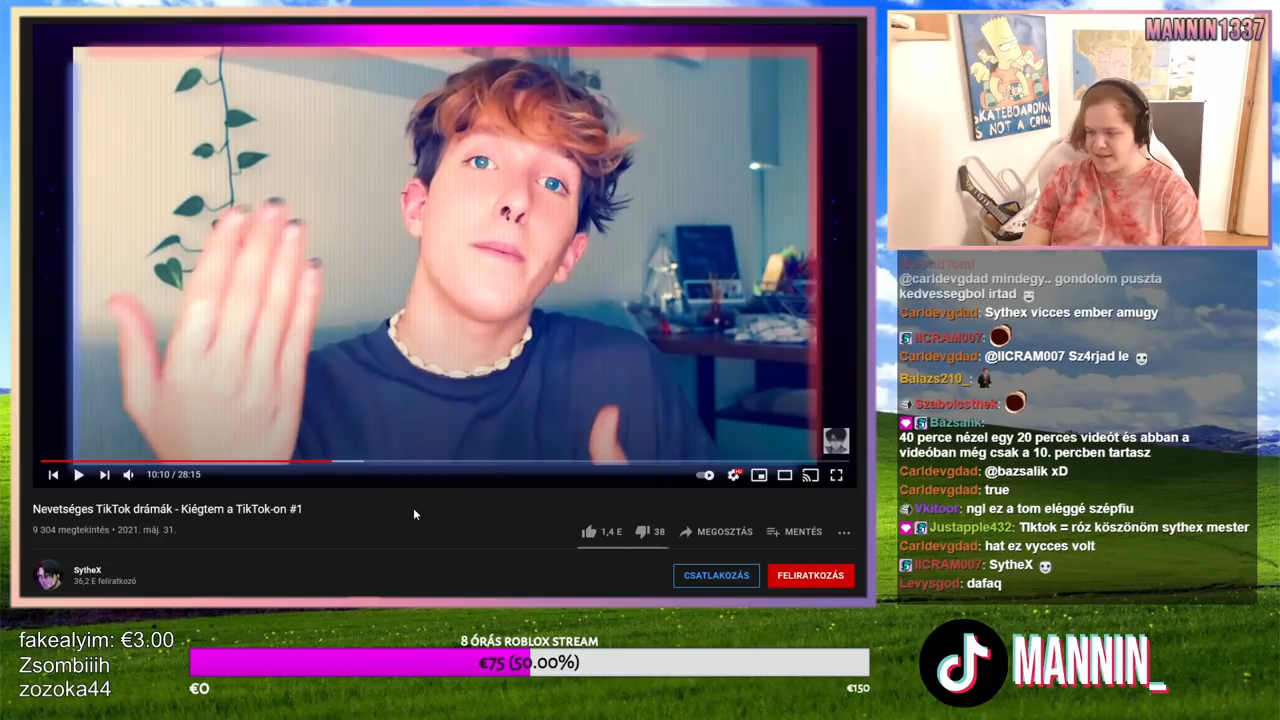 MANNIN1337
SKATEBOARDING
IS NOT A CRIME
10:10 / 28:15
HD
Nevetséges TikTok drámák - Kiégtem a TikTok-on #1
9 304 megtekintés • 2021. máj. 31.
1,4 E
38
MEGOSZTÁS
MENTÉS
SytheX
36,2 E feliratkozó
CSATLAKOZÁS
FELIRATKOZÁS
@carldevgdad mindegy.. gondolom puszta
kedvessegbol irtad
Carldevgdad: Sythex vicces ember amugy
IICRAM007:
Carldevgdad: @IICRAM007 Sz4rjad le
Balazs210_:
Szabolcsthek:
Bazsalik:
40 perce nézel egy 20 perces videót és abban a
videóban még csak a 10. percben tartasz
Carldevgdad: @bazsalik xD
Carldevgdad: true
Vkitoor: ngl ez a tom eléggé szépfiu
Justapple432: TIktok = róz köszönöm sythex mester
Carldevgdad: hat ez vycces volt
IICRAM007: SytheX
Levysgod: dafaq
fakealyim: €3.00
Zsombiiih
zozoka44
8 ÓRÁS ROBLOX STREAM
€75 (50.00%)
€0
€150
MANNIN_